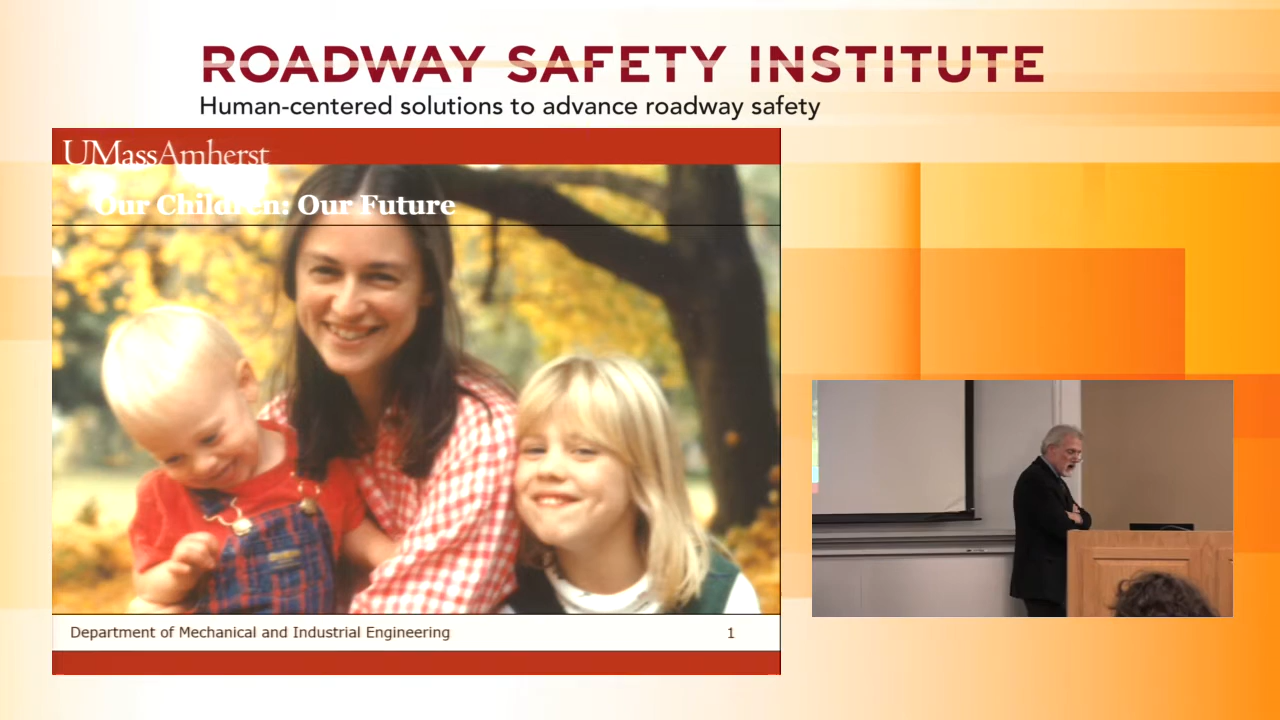 ROADWAY SAFETY INSTITUTE
Human-centered solutions to advance roadway safety
UMassAmherst
Our Children: Our Future
Department of Mechanical and Industrial Engineering 1